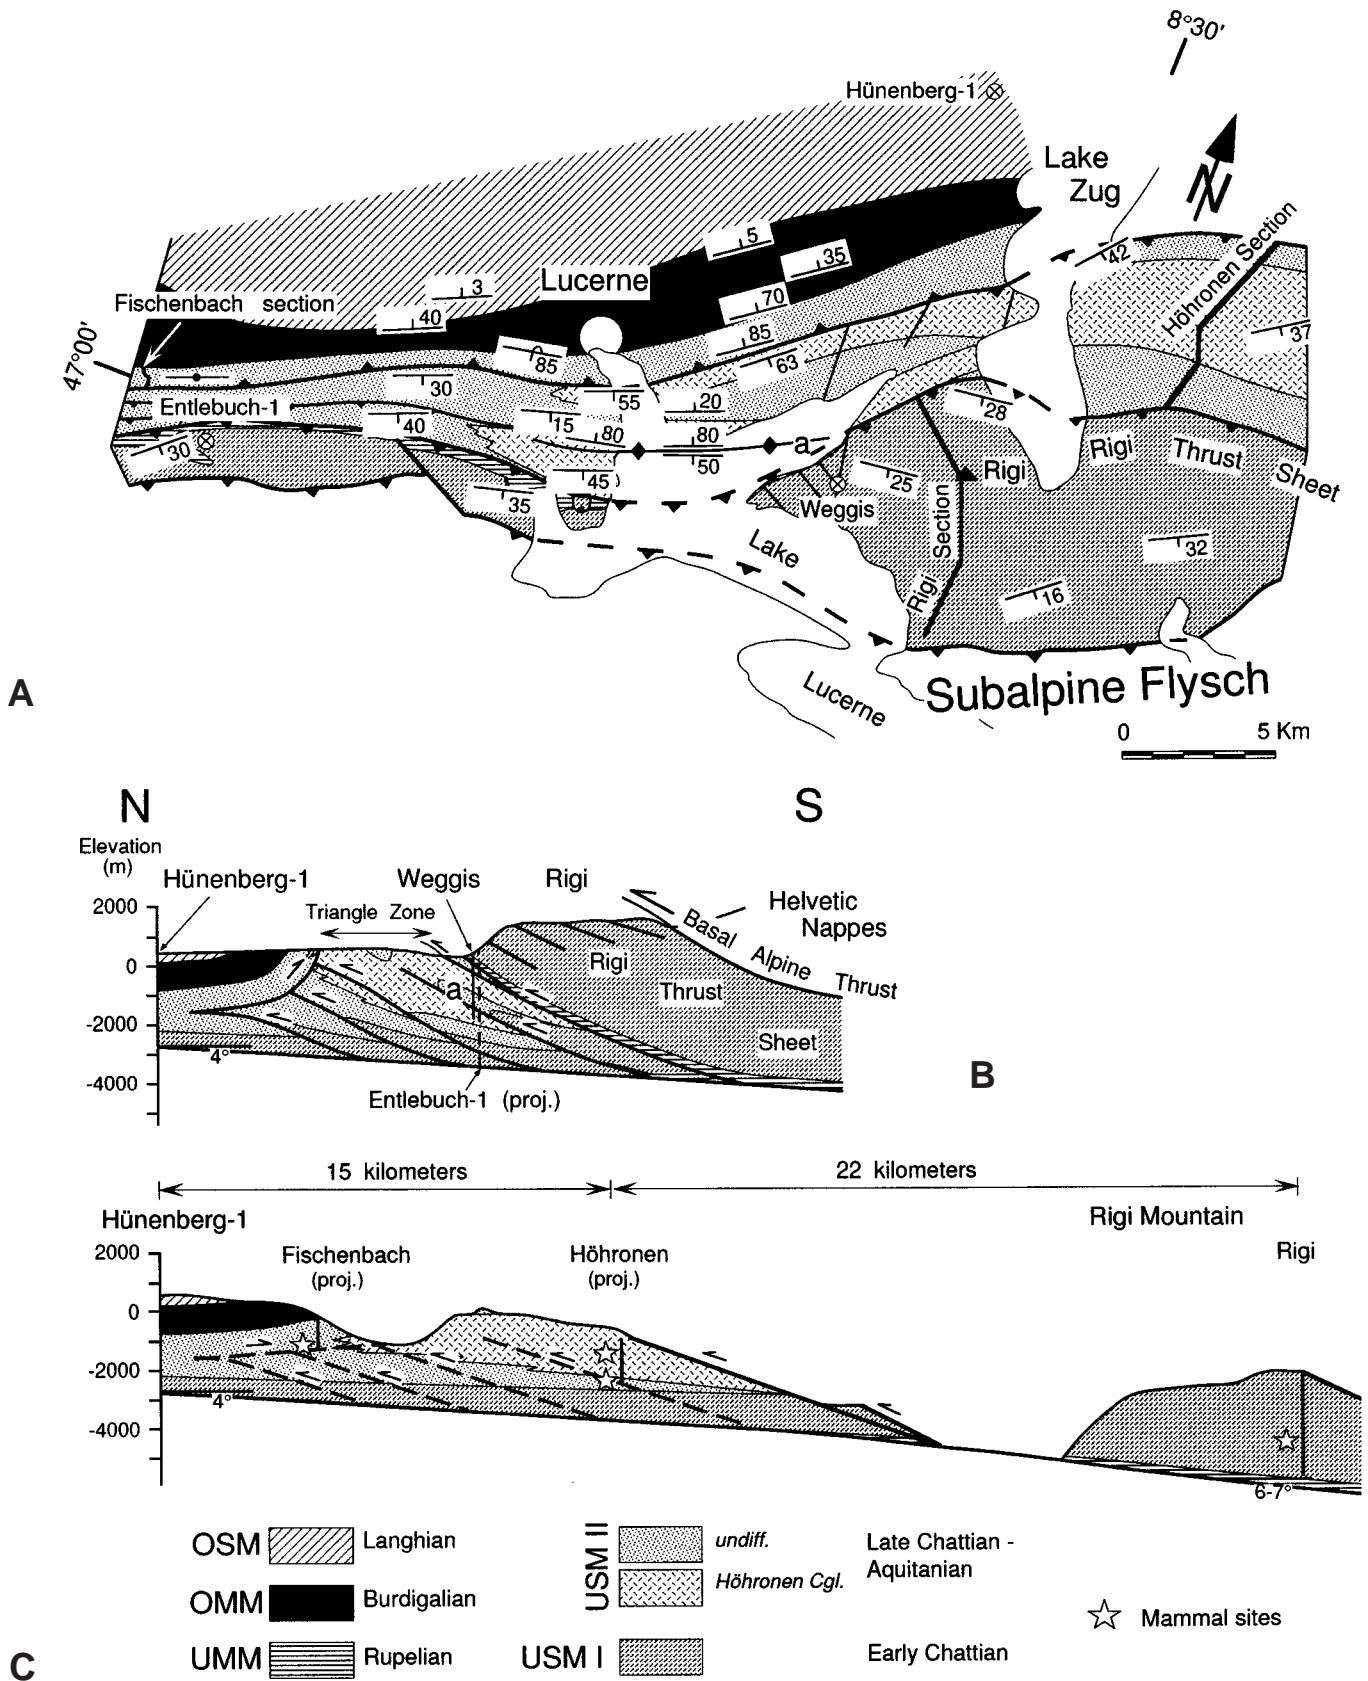 8°30'
Hünenberg-1
Lake
Zug
N
Höhronen Section
42
37
5
35
3
Lucerne
70
40
Fischenbach section
85
85
63
47°00'
30
55
20
28
Entlebuch-1
40
15
80
80
a
Rigi
Thrust
Sheet
30
50
Rigi
45
25
35
Weggis
Rigi Section
32
Lake
16
Lucerne
Subalpine Flysch
A
0 5 Km
N S
Elevation
(m)
Hünenberg-1
Weggis
Rigi
Helvetic
Nappes
2000
Triangle Zone
Basal Alpine Thrust
0
Rigi
Thrust
Sheet
a
-2000
4°
-4000
Entlebuch-1 (proj.)
B
15 kilometers
22 kilometers
Hünenberg-1
Rigi Mountain
2000
Fischenbach
(proj.)
Höhronen
(proj.)
Rigi
0
-2000
4°
-4000
6-7°
OSM Langhian
OMM Burdigalian
UMM Rupelian
USM II
undiff.
Höhronen Cgl.
Late Chattian -
Aquitanian
USM I
Early Chattian
Mammal sites
C